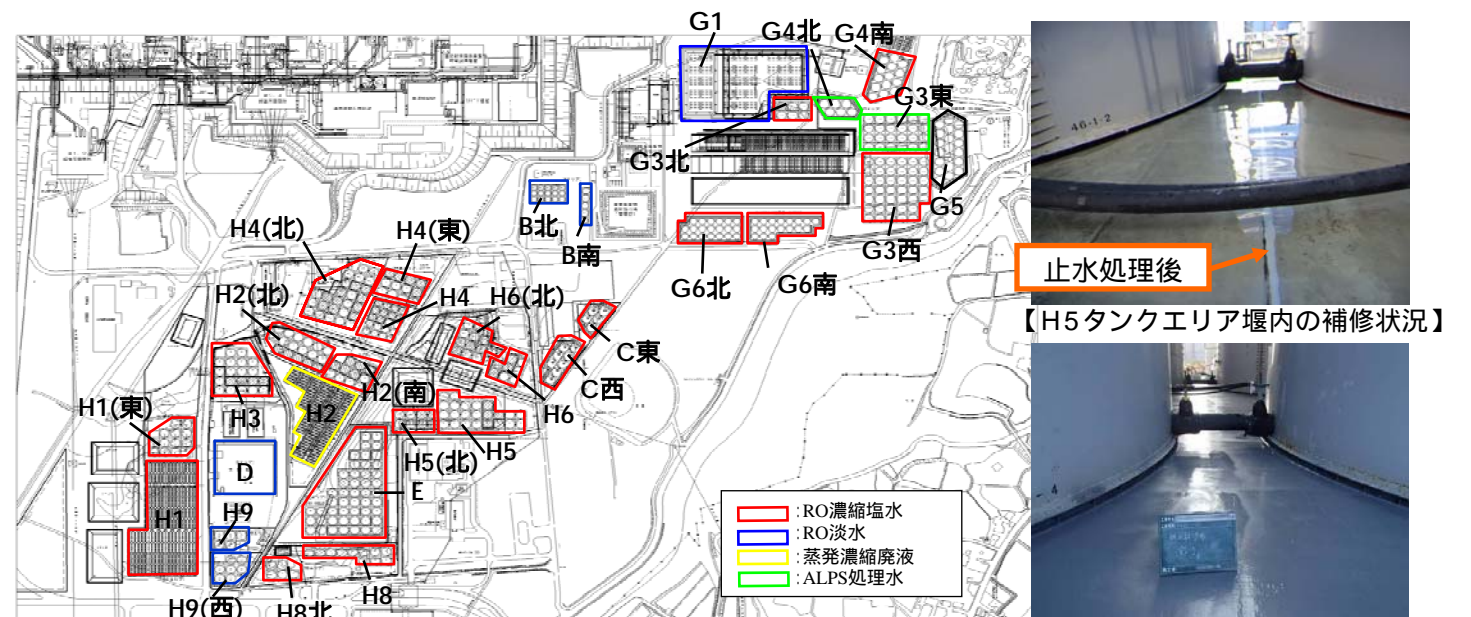 G1
G4北
G4南
G3東
G3北
G5
B北
B南
G3西
H4(北)
H4(東)
G6北
G6南
H2(北)
H4
H6(北)
C東
C西
H2(南)
H6
H3
H2
H1(東)
H5
H5(北)
D
E
H1
H9
H8
H9(西)
H8北
:RO濃縮塩水
:RO淡水
:蒸発濃縮廃液
:ALPS処理水
46-1-2
止水処理後
【H5タンクエリア堰内の補修状況】